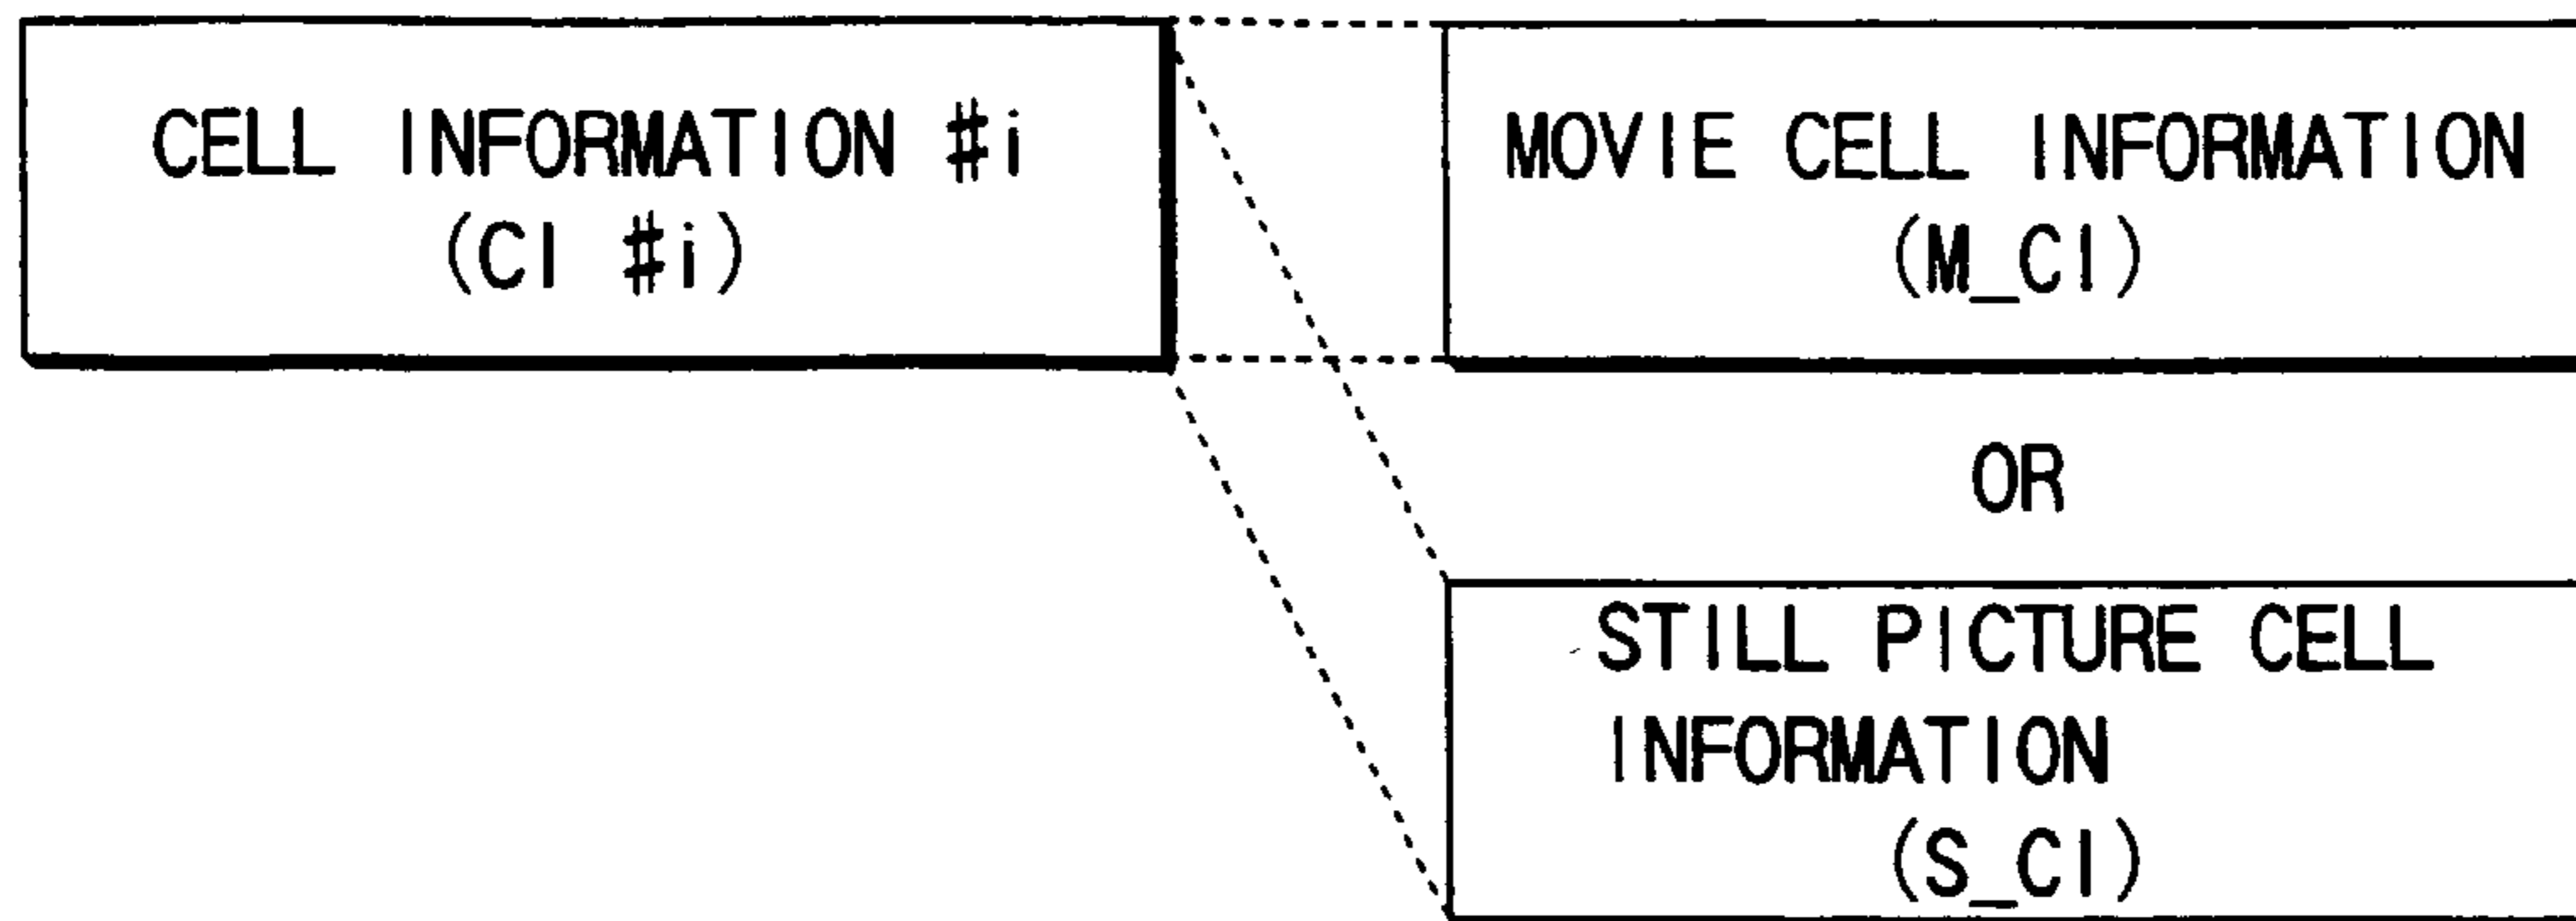 CELL INFORMATION #i
(CI #i)
MOVIE CELL INFORMATION
(M_CI)
OR
STILL PICTURE CELL
INFORMATION
(S_CI)